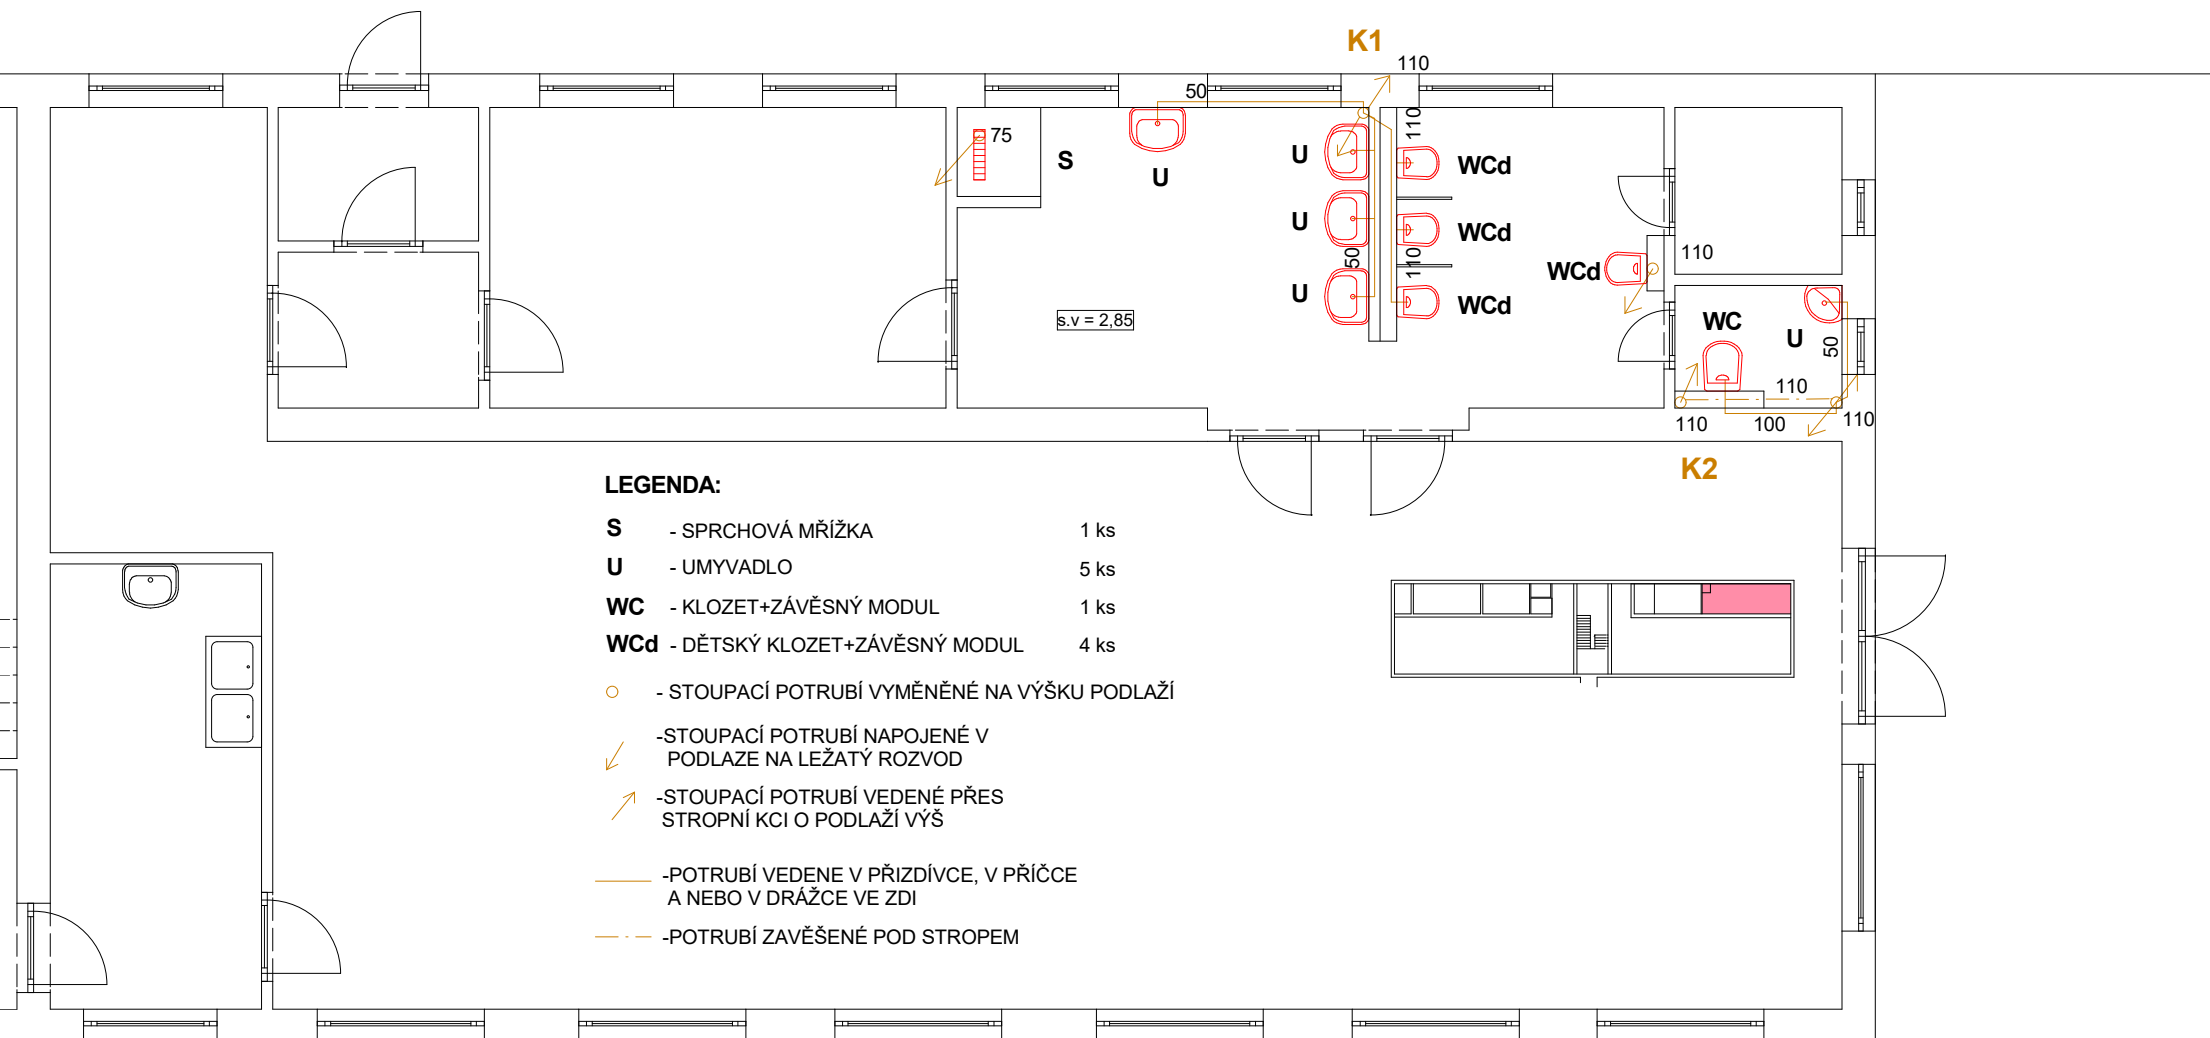 K1
110
50
110
75
S
U
U
WCd
U
WCd
50
110
110
WCd
U
WCd
s.v = 2,85
WC
U
50
110
110
100
110
K2
LEGENDA:
S - SPRCHOVÁ MŘÍŽKA 1 ks
U - UMYVADLO 5 ks
WC - KLOZET+ZÁVĚSNÝ MODUL 1 ks
WCd - DĚTSKÝ KLOZET+ZÁVĚSNÝ MODUL 4 ks
- STOUPACÍ POTRUBÍ VYMĚNĚNÉ NA VÝŠKU PODLAŽÍ
-STOUPACÍ POTRUBÍ NAPOJENÉ V
PODLAZE NA LEŽATÝ ROZVOD
-STOUPACÍ POTRUBÍ VEDENÉ PŘES
STROPNÍ KCI O PODLAŽÍ VÝŠ
-POTRUBÍ VEDENE V PŘIZDÍVCE, V PŘÍČCE
A NEBO V DRÁŽCE VE ZDI
-POTRUBÍ ZAVĚŠENÉ POD STROPEM